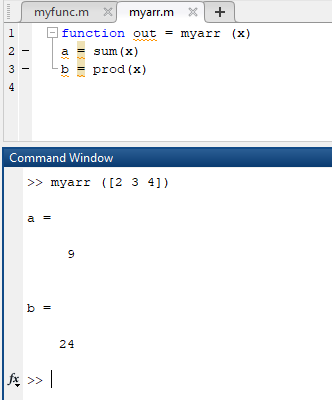 myfunc.m × myarr.m × +
1 function out = myarr (x)
2 – a = sum(x)
3 – b = prod(x)
4
Command Window
>> myarr ([2 3 4])
a =
9
b =
24
fx >>